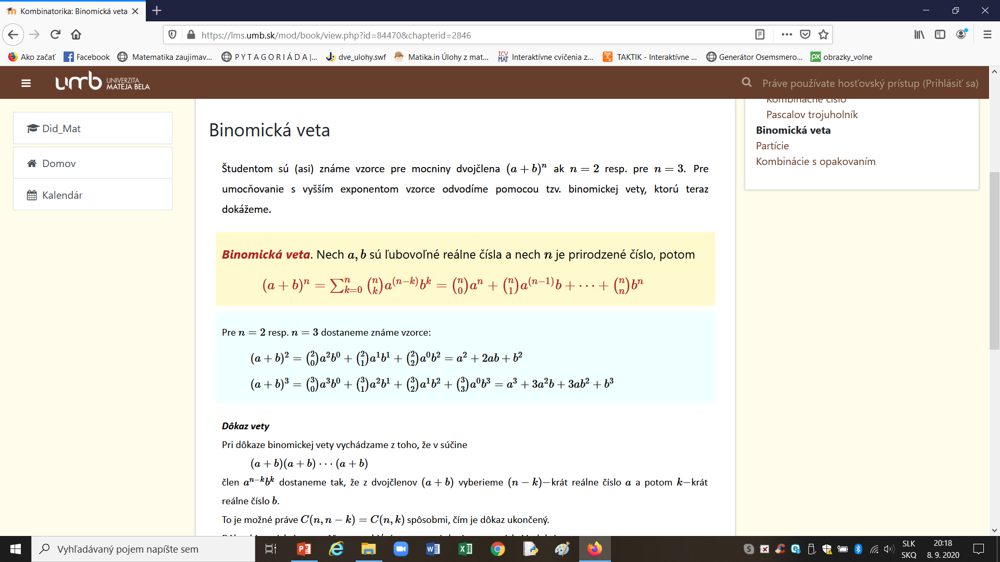 Kombinatorika: Binomická veta
https://lms.umb.sk/mod/book/view.php?id=84470&chapterid=2846
Ako začať Facebook Matematika zaujimav... P Y T A G O R I Á D A |... dve_ulohy.swf Matika.in Úlohy z mat... Interaktívne cvičenia z... TAKTIK - Interaktívne ... Generátor Osemsmero... obrazky_volne
umb UNIVERZITA MATEJA BELA
Práve používate hosťovský prístup (Prihlásiť sa)
Did_Mat
Domov
Kalendár
Binomická veta
Študentom sú (asi) známe vzorce pre mocniny dvojčlena (a + b)^n ak n = 2 resp. pre n = 3. Pre
umocňovanie s vyšším exponentom vzorce odvodíme pomocou tzv. binomickej vety, ktorú teraz
dokážeme.
Binomická veta. Nech a, b sú ľubovoľné reálne čísla a nech n je prirodzené číslo, potom
(a + b)^n = ∑_{k=0}^{n} \binom{n}{k} a^{(n−k)} b^k = \binom{n}{0} a^n + \binom{n}{1} a^{(n−1)} b + ⋯ + \binom{n}{n} b^n
Pre n = 2 resp. n = 3 dostaneme známe vzorce:
(a + b)^2 = \binom{2}{0} a^2 b^0 + \binom{2}{1} a^1 b^1 + \binom{2}{2} a^0 b^2 = a^2 + 2ab + b^2
(a + b)^3 = \binom{3}{0} a^3 b^0 + \binom{3}{1} a^2 b^1 + \binom{3}{2} a^1 b^2 + \binom{3}{3} a^0 b^3 = a^3 + 3a^2b + 3ab^2 + b^3
Dôkaz vety
Pri dôkaze binomickej vety vychádzame z toho, že v súčine
(a + b)(a + b) ⋯ (a + b)
člen a^{n−k} b^k dostaneme tak, že z dvojčlenov (a + b) vyberieme (n − k)−krát reálne číslo a a potom k−krát
reálne číslo b.
To je možné práve C(n, n − k) = C(n, k) spôsobmi, čím je dôkaz ukončený.
Kombinačné číslo
Pascalov trojuholník
Binomická veta
Partície
Kombinácie s opakovaním
Vyhľadávaný pojem napíšte sem
SLK
SKQ
20:18
8. 9. 2020